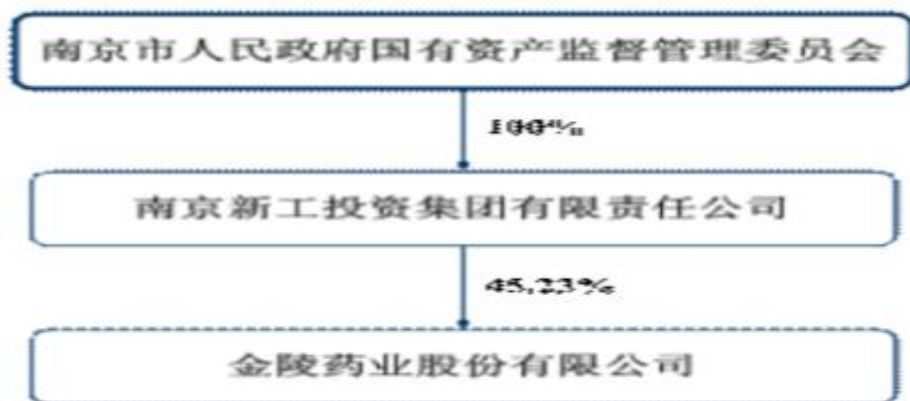 南京市人民政府国有资产监督管理委员会
100%
南京新工投资集团有限责任公司
45.23%
金陵药业股份有限公司